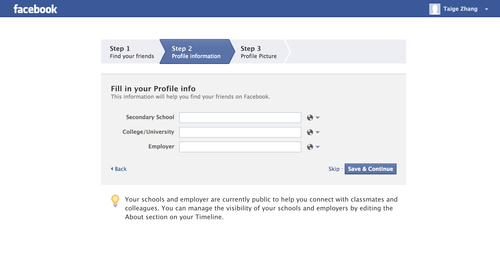 facebook
Taige Zhang
Step 1
Find your friends
Step 2
Profile Information
Step 3
Profile Picture
Fill in your Profile info
This information will help you find your friends on Facebook.
Secondary School
College/University
Employer
Back
Skip · Save & Continue
Your schools and employer are currently public to help you connect with classmates and
colleagues. You can manage the visibility of your schools and employers by editing the
About section on your Timeline.